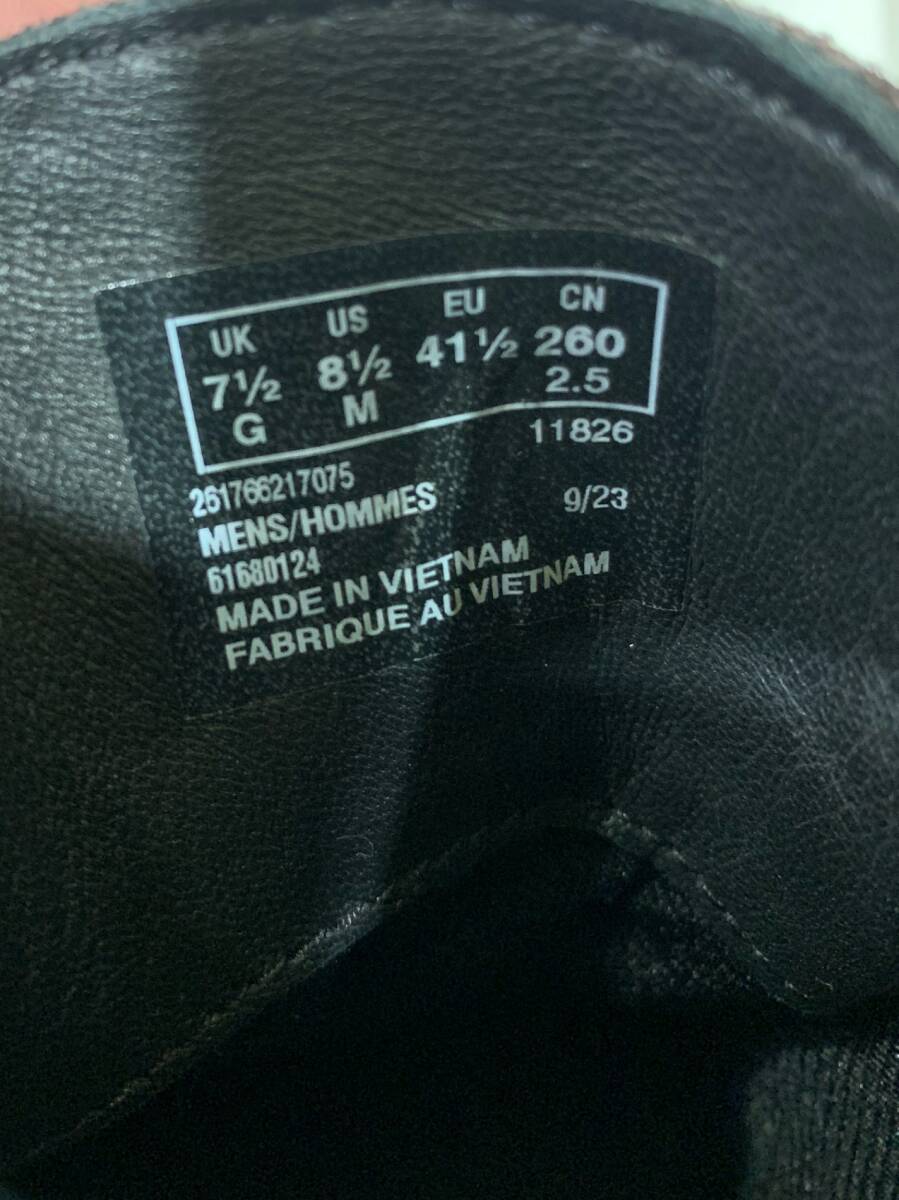 UK US EU CN
7½ 8½ 41½ 260
G M 2.5
11826
261766217075
MENS/HOMMES 9/23
61680124
MADE IN VIETNAM
FABRIQUE AU VIETNAM